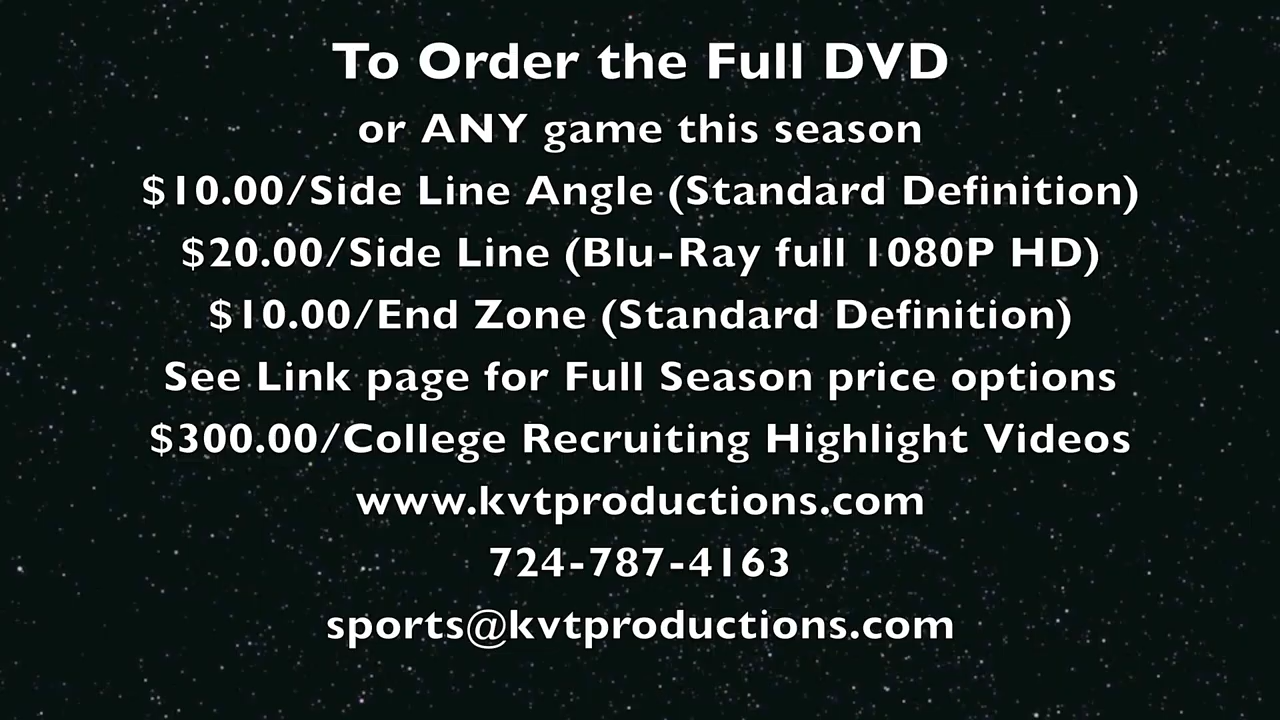 To Order the Full DVD
or ANY game this season
$10.00/Side Line Angle (Standard Definition)
$20.00/Side Line (Blu-Ray full 1080P HD)
$10.00/End Zone (Standard Definition)
See Link page for Full Season price options
$300.00/College Recruiting Highlight Videos
www.kvtproductions.com
724-787-4163
sports@kvtproductions.com